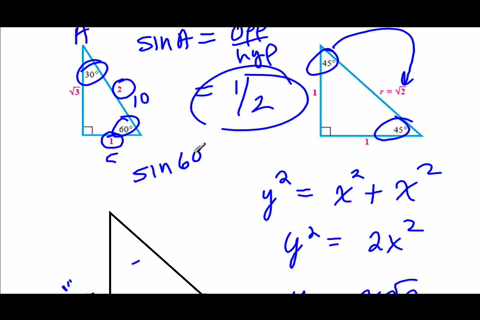 A
sin A = opp
hyp
30°
√3
2
10
60°
1
5
= 1/2
sin 60
45°
1
r = √2
45°
1
y² = x² + x²
y² = 2x²